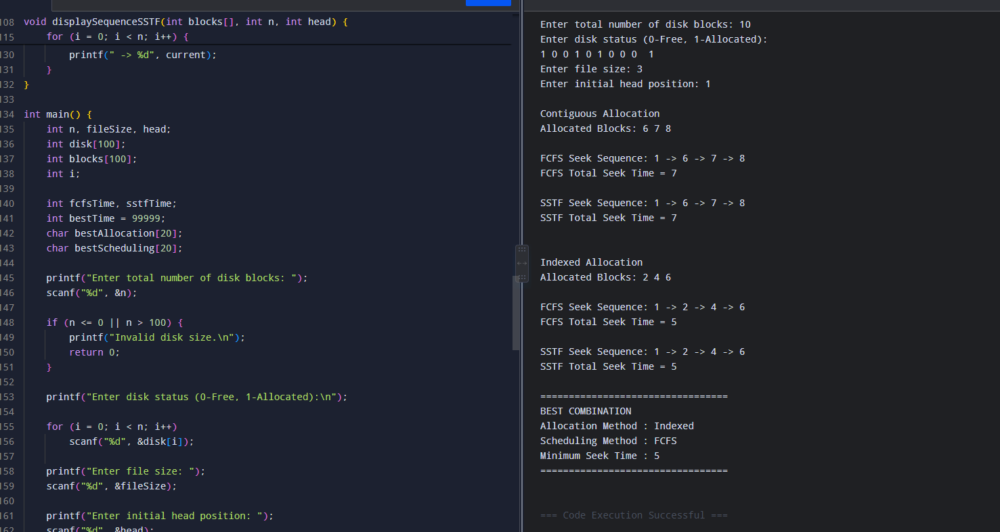 108 void displaySequenceSSTF(int blocks[], int n, int head) {
115     for (i = 0; i < n; i++) {
130         printf(" -> %d", current);
131     }
132 }
133
134 int main() {
135     int n, fileSize, head;
136     int disk[100];
137     int blocks[100];
138     int i;
139
140     int fcfsTime, sstfTime;
141     int bestTime = 99999;
142     char bestAllocation[20];
143     char bestScheduling[20];
144
145     printf("Enter total number of disk blocks: ");
146     scanf("%d", &n);
147
148     if (n <= 0 || n > 100) {
149         printf("Invalid disk size.\n");
150         return 0;
151     }
152
153     printf("Enter disk status (0-Free, 1-Allocated):\n");
154
155     for (i = 0; i < n; i++)
156         scanf("%d", &disk[i]);
157
158     printf("Enter file size: ");
159     scanf("%d", &fileSize);
160
161     printf("Enter initial head position: ");
162     scanf("%d", &head);
Enter total number of disk blocks: 10
Enter disk status (0-Free, 1-Allocated):
1 0 0 1 0 1 0 0 0  1
Enter file size: 3
Enter initial head position: 1

Contiguous Allocation
Allocated Blocks: 6 7 8

FCFS Seek Sequence: 1 -> 6 -> 7 -> 8
FCFS Total Seek Time = 7

SSTF Seek Sequence: 1 -> 6 -> 7 -> 8
SSTF Total Seek Time = 7

Indexed Allocation
Allocated Blocks: 2 4 6

FCFS Seek Sequence: 1 -> 2 -> 4 -> 6
FCFS Total Seek Time = 5

SSTF Seek Sequence: 1 -> 2 -> 4 -> 6
SSTF Total Seek Time = 5

=================================
BEST COMBINATION
Allocation Method : Indexed
Scheduling Method : FCFS
Minimum Seek Time : 5
=================================

=== Code Execution Successful ===